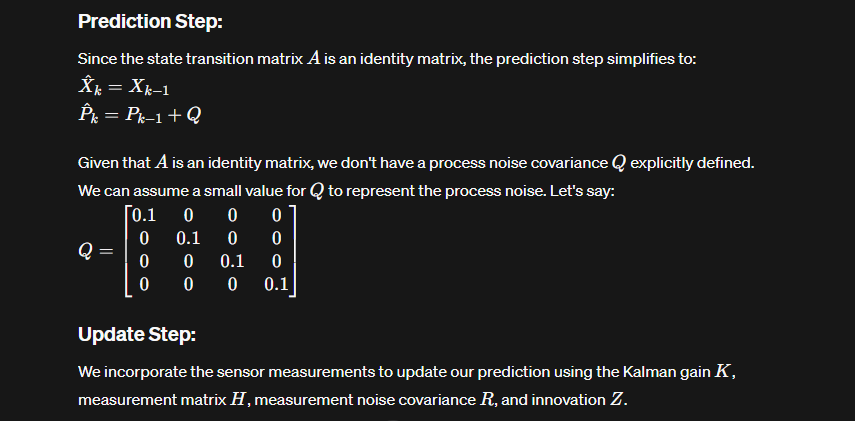 Prediction Step:
Since the state transition matrix A is an identity matrix, the prediction step simplifies to:
X̂ₖ = Xₖ₋₁
P̂ₖ = Pₖ₋₁ + Q
Given that A is an identity matrix, we don't have a process noise covariance Q explicitly defined.
We can assume a small value for Q to represent the process noise. Let's say:
Q = [0.1 0 0 0
0 0.1 0 0
0 0 0.1 0
0 0 0 0.1]
Update Step:
We incorporate the sensor measurements to update our prediction using the Kalman gain K,
measurement matrix H, measurement noise covariance R, and innovation Z.